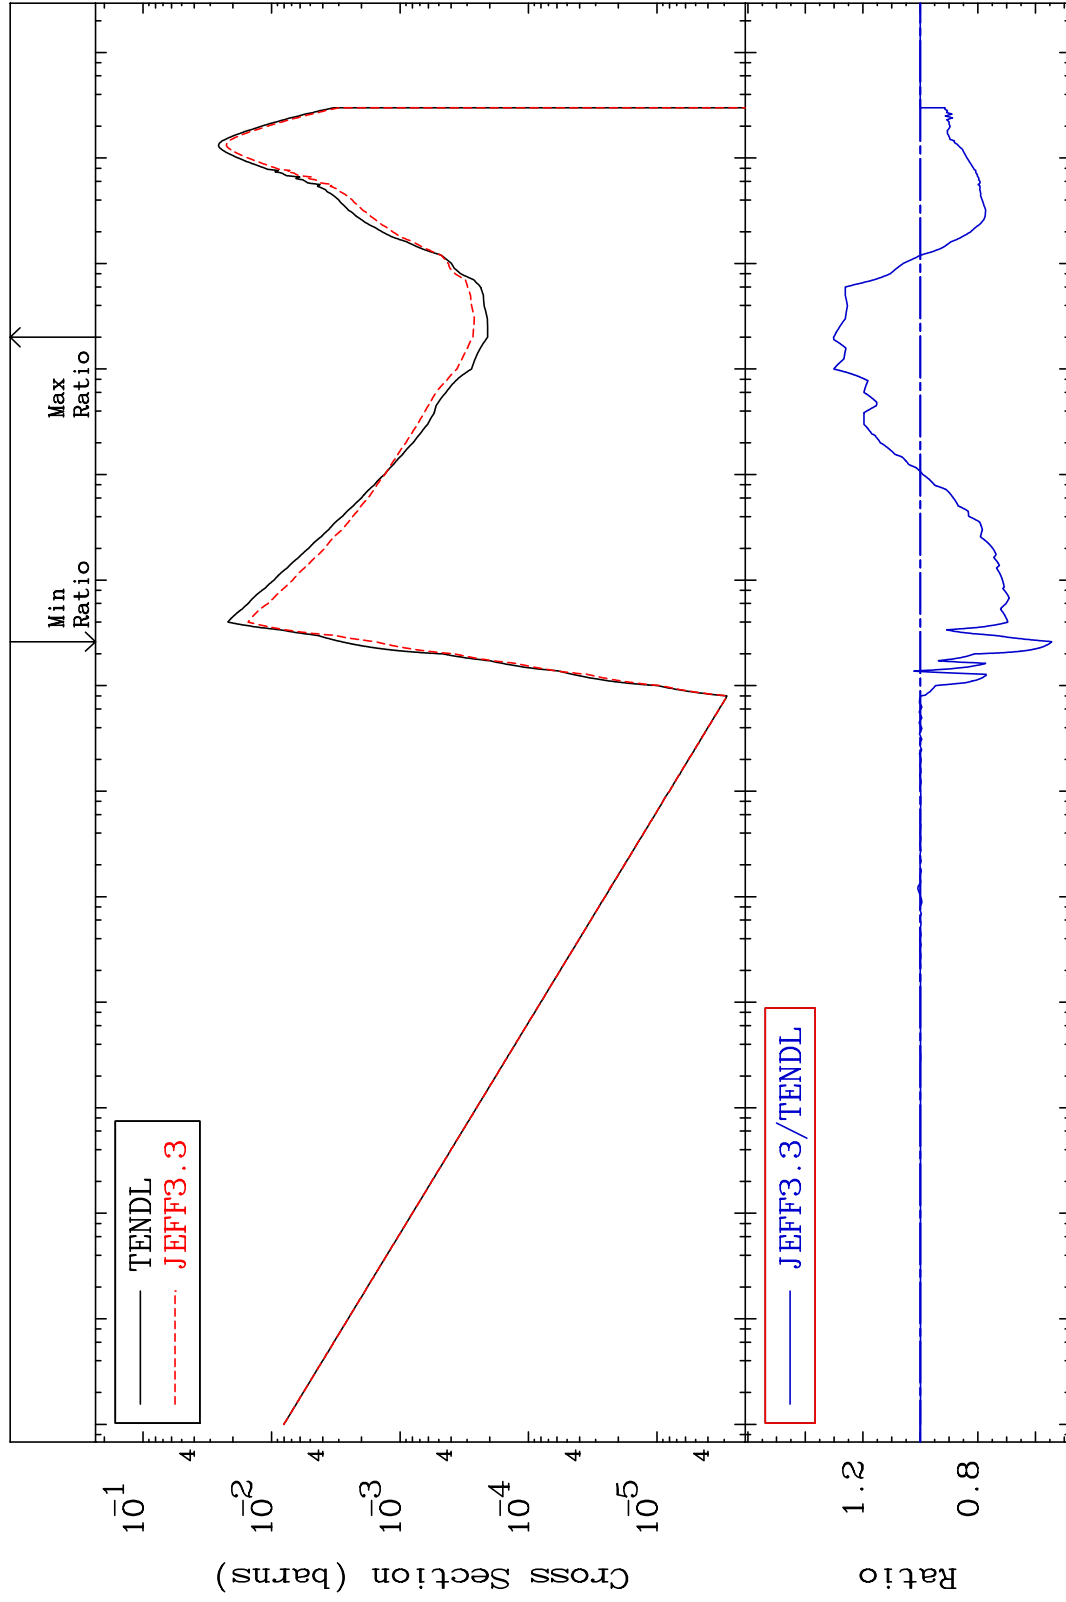 Min
Ratio
Max
Ratio
TENDL
JEFF3.3
10^-1
4
10^-2
4
10^-3
4
10^-4
4
10^-5
4
Cross Section (barns)
JEFF3.3/TENDL
1.2
0.8
Ratio